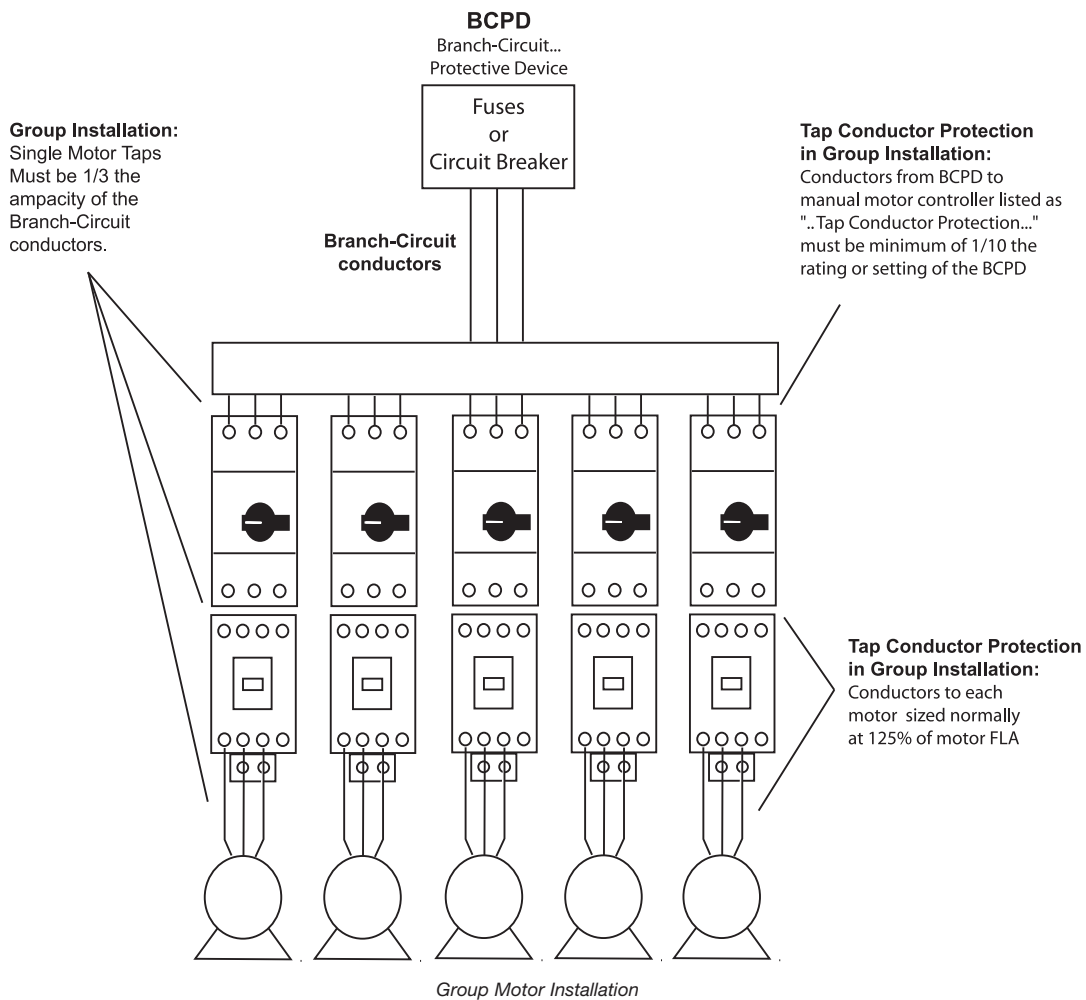 BCPD
Branch-Circuit...
Protective Device
Fuses
or
Circuit Breaker
Group Installation:
Single Motor Taps
Must be 1/3 the
ampacity of the
Branch-Circuit
conductors.
Branch-Circuit
conductors
Tap Conductor Protection
in Group Installation:
Conductors from BCPD to
manual motor controller listed as
"..Tap Conductor Protection..."
must be minimum of 1/10 the
rating or setting of the BCPD
Tap Conductor Protection
in Group Installation:
Conductors to each
motor sized normally
at 125% of motor FLA
Group Motor Installation